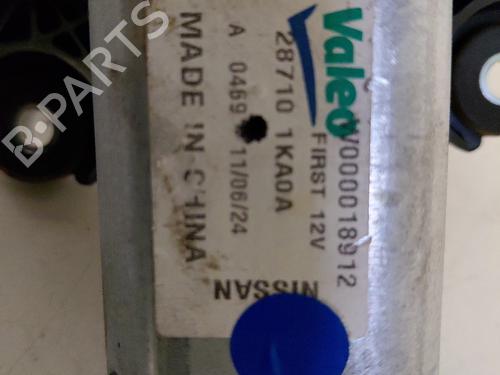 Valeo
W000018912
FIRST 12V
28710 1KA0A
A 0469 11/06/24
MADE IN CHINA
NISSAN
B-PARTS